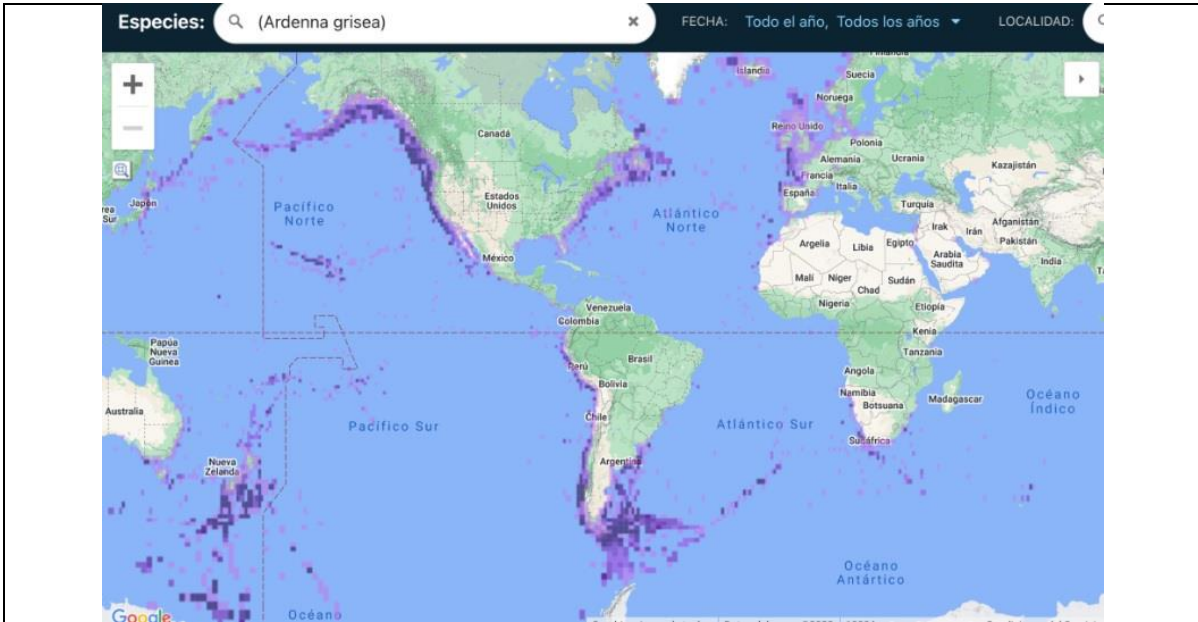 Especies: (Ardenna grisea) × FECHA: Todo el año, Todos los años LOCALIDAD:
Islandia
Suecia
Noruega
Canadá
Reino Unido
Polonia
Alemania
Ucrania
Kazajistán
Francia
Italia
España
Estados
Unidos
Japón
Pacífico
Norte
Atlántico
Norte
Turquía
Afganistán
Irak
Irán
Pakistán
Argelia
Libia
Egipto
Arabia
Saudita
India
México
Malí
Níger
Chad
Sudán
Nigeria
Etiopía
Venezuela
Colombia
Kenia
Papúa
Nueva
Guinea
Perú
Brasil
Tanzania
Angola
Bolivia
Namibia
Botsuana
Madagascar
Océano
Índico
Australia
Chile
Pacífico Sur
Atlántico Sur
Sudáfrica
Nueva
Zelanda
Argentina
Océano
Antártico
Google
Océano